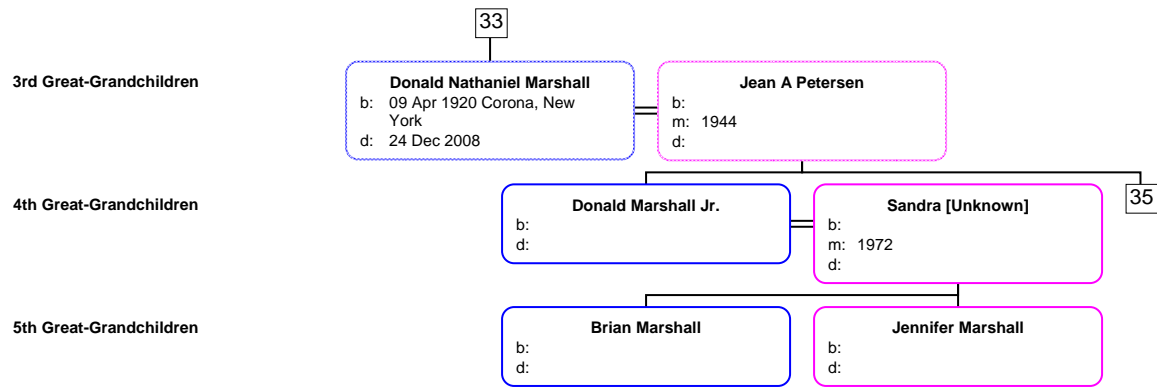 33
3rd Great-Grandchildren
Donald Nathaniel Marshall
b: 09 Apr 1920 Corona, New
York
d: 24 Dec 2008
Jean A Petersen
b:
m: 1944
d:
4th Great-Grandchildren
Donald Marshall Jr.
b:
d:
Sandra [Unknown]
b:
m: 1972
d:
35
5th Great-Grandchildren
Brian Marshall
b:
d:
Jennifer Marshall
b:
d: